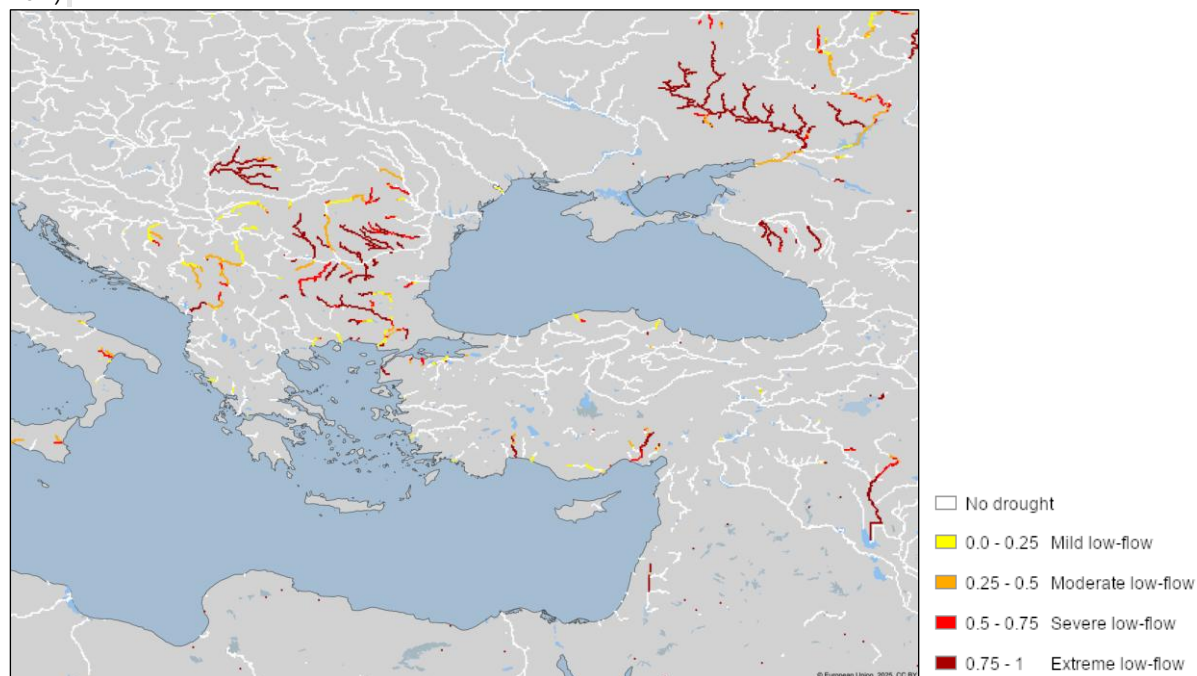 No drought
0.0 - 0.25 Mild low-flow
0.25 - 0.5 Moderate low-flow
0.5 - 0.75 Severe low-flow
0.75 - 1 Extreme low-flow
© European Union, 2025, CC BY